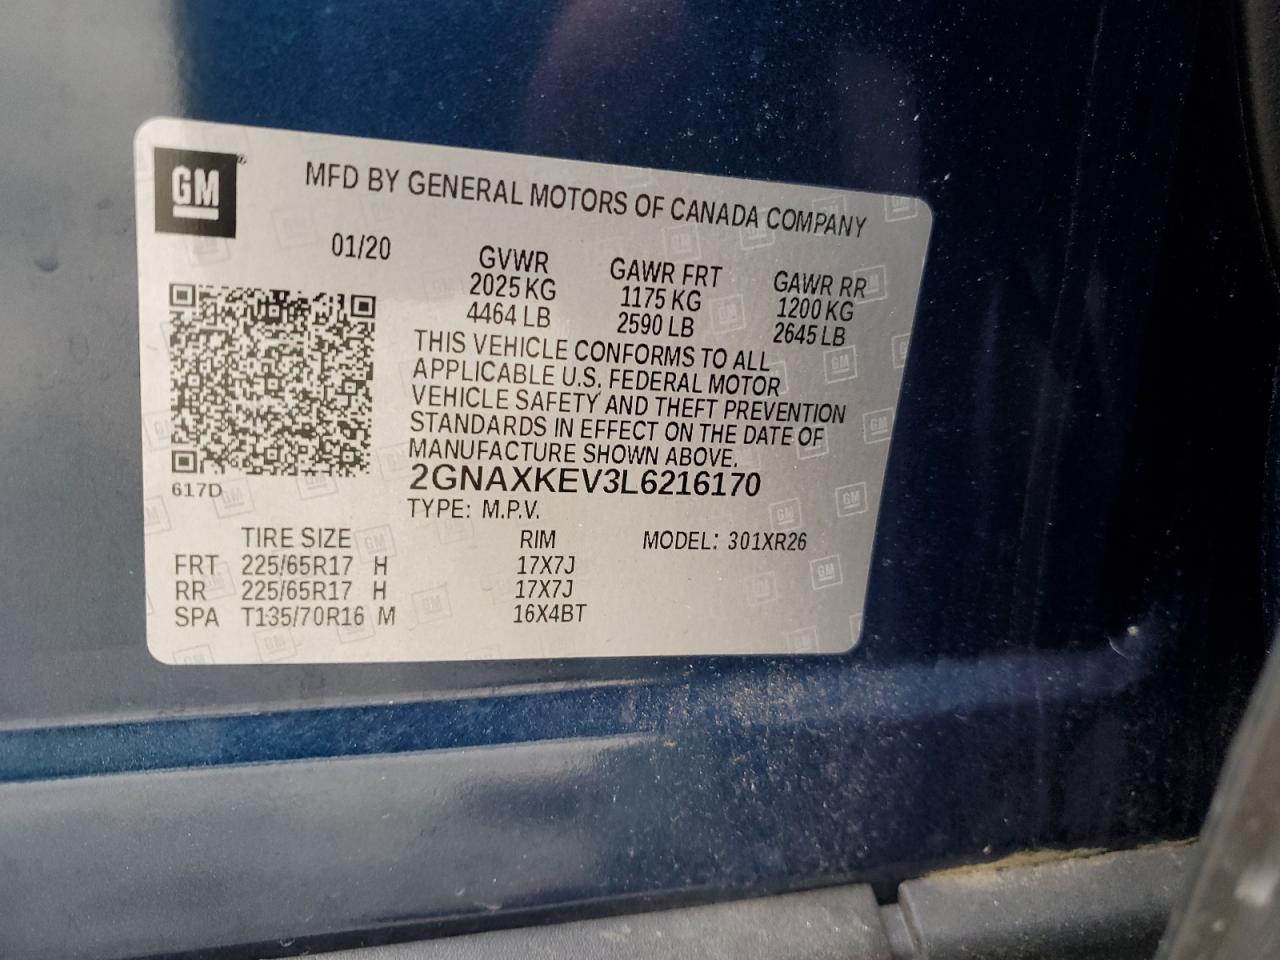 GM
MFD BY GENERAL MOTORS OF CANADA COMPANY
01/20
GVWR
2025 KG
4464 LB
GAWR FRT
1175 KG
2590 LB
GAWR RR
1200 KG
2645 LB
THIS VEHICLE CONFORMS TO ALL
APPLICABLE U.S. FEDERAL MOTOR
VEHICLE SAFETY AND THEFT PREVENTION
STANDARDS IN EFFECT ON THE DATE OF
MANUFACTURE SHOWN ABOVE.
617D
2GNAXKEV3L6216170
TYPE: M.P.V.
TIRE SIZE RIM MODEL: 301XR26
FRT 225/65R17 H 17X7J
RR 225/65R17 H 17X7J
SPA T135/70R16 M 16X4BT